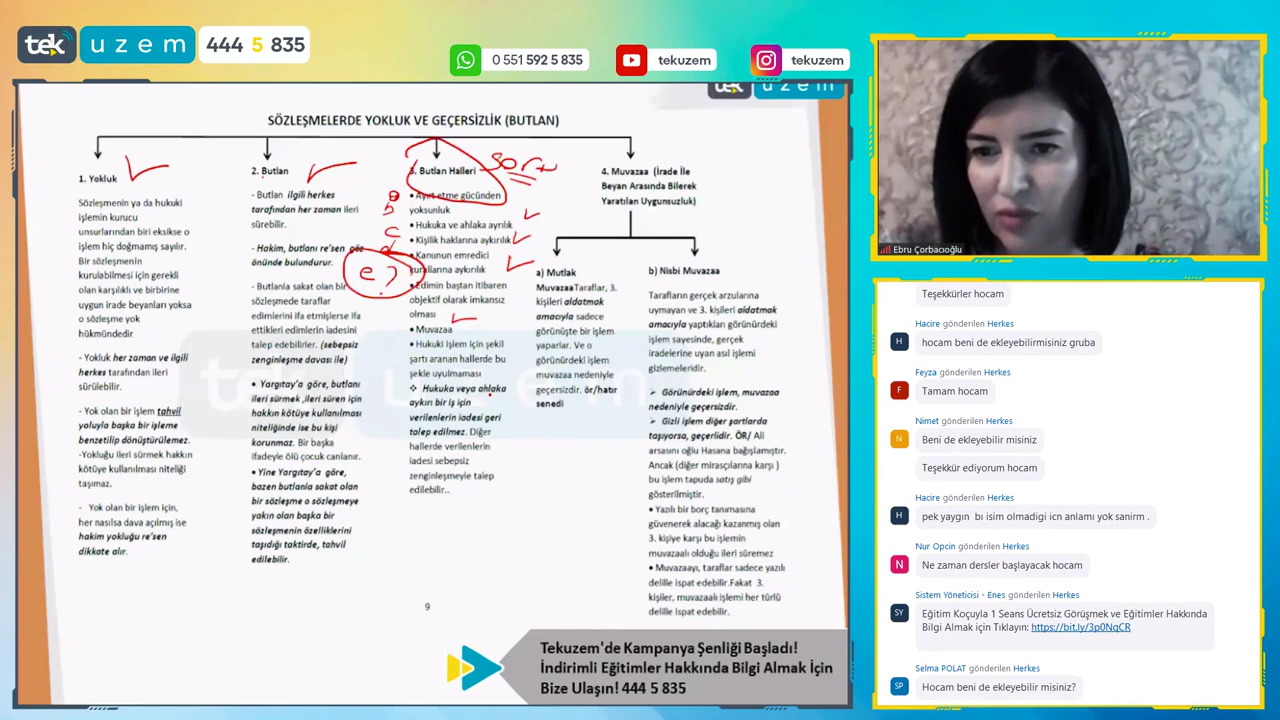 tek uzem 444 5 835
0 551 592 5 835
tekuzem
tekuzem
uzem
SÖZLEŞMELERDE YOKLUK VE GEÇERSİZLİK (BUTLAN)
1. Yokluk
Sözleşmenin ya da hukuki
işlemin kurucu
unsurlarından biri eksikse o
işlem hiç doğmamış sayılır.
Bir sözleşmenin
kurulabilmesi için gerekli
olan karşılıklı ve birbirine
uygun irade beyanları yoksa
o sözleşme yok
hükmündedir
- Yokluk her zaman ve ilgili
herkes tarafından ileri
sürülebilir.
- Yok olan bir işlem tahvil
yoluyla başka bir işleme
benzetilip dönüştürülemez.
-Yokluğu ileri sürmek hakkın
kötüye kullanılması niteliği
taşımaz.
- Yok olan bir işlem için,
her nasılsa dava açılmış ise
hakim yokluğu re'sen
dikkate alır.
2. Butlan
- Butlan ilgili herkes
tarafından her zaman ileri
sürebilir.
- Hakim, butlanı re'sen göz
önünde bulundurur.
- Butlanla sakat olan bir
sözleşmede taraflar
edimlerini ifa etmişlerse ifa
ettikleri edimlerin iadesini
talep edebilirler. (sebepsiz
zenginleşme davası ile)
• Yargıtay'a göre, butlanı
ileri sürmek ,ileri süren için
hakkın kötüye kullanılması
niteliğinde ise bu kişi
korunmaz. Bir başka
ifadeyle ölü çocuk canlanır.
• Yine Yargıtay'a göre,
bazen butlanla sakat olan
bir sözleşme o sözleşmeye
yakın olan başka bir
sözleşmenin özelliklerini
taşıdığı taktirde, tahvil
edilebilir.
3. Butlan Halleri
soru
• Ayırt etme gücünden
yoksunluk
• Hukuka ve ahlaka ayrılık
• Kişilik haklarına aykırılık
• Kanunun emredici
kurallarına aykırılık
• Edimin baştan itibaren
objektif olarak imkansız
olması
• Muvazaa
• Hukuki işlem için şekil
şartı aranan hallerde bu
şekle uyulmaması
❖ Hukuka veya ahlaka
aykırı bir iş için
verilenlerin iadesi geri
talep edilmez. Diğer
hallerde verilenlerin
iadesi sebepsiz
zenginleşmeyle talep
edilebilir..
b
c
d
e)
4. Muvazaa (İrade İle
Beyan Arasında Bilerek
Yaratılan Uygunsuzluk)
a) Mutlak
MuvazaaTaraflar, 3.
kişileri aldatmak
amacıyla sadece
görünüşte bir işlem
yaparlar. Ve o
görünürdeki işlem
muvazaa nedeniyle
geçersizdir. ör/hatır
senedi
b) Nisbi Muvazaa
Tarafların gerçek arzularına
uymayan ve 3. kişileri aldatmak
amacıyla yaptıkları görünürdeki
işlem sayesinde, gerçek
iradelerine uyan asıl işlemi
gizlemeleridir.
➢ Görünürdeki işlem, muvazaa
nedeniyle geçersizdir.
➢ Gizli işlem diğer şartlarda
taşıyorsa, geçerlidir. ÖR/ Ali
arsasını oğlu Hasana bağışlamıştır.
Ancak (diğer mirasçılarına karşı )
bu işlem tapuda satış gibi
gösterilmiştir.
• Yazılı bir borç tanımasına
güvenerek alacağı kazanmış olan
3. kişiye karşı bu işlemin
muvazaalı olduğu ileri süremez
• Muvazaayı, taraflar sadece yazılı
delille ispat edebilir.Fakat 3.
kişiler, muvazaalı işlemi her türlü
delille ispat edebilir.
9
Tekuzem'de Kampanya Şenliği Başladı!
İndirimli Eğitimler Hakkında Bilgi Almak İçin
Bize Ulaşın! 444 5 835
Ebru Çorbacıoğlu
Teşekkürler hocam
Hacire gönderilen Herkes
H hocam beni de ekleyebilirmisiniz gruba
Feyza gönderilen Herkes
F Tamam hocam
Nimet gönderilen Herkes
N Beni de ekleyebilir misiniz
Teşekkür ediyorum hocam
Hacire gönderilen Herkes
H pek yaygın bı isim olmadigi icn anlamı yok sanirm .
Nur Opcin gönderilen Herkes
N Ne zaman dersler başlayacak hocam
Sistem Yöneticisi - Enes gönderilen Herkes
SY Eğitim Koçuyla 1 Seans Ücretsiz Görüşmek ve Eğitimler Hakkında
Bilgi Almak için Tıklayın: https://bit.ly/3p0NqCR
Selma POLAT gönderilen Herkes
SP Hocam beni de ekleyebilir misiniz?